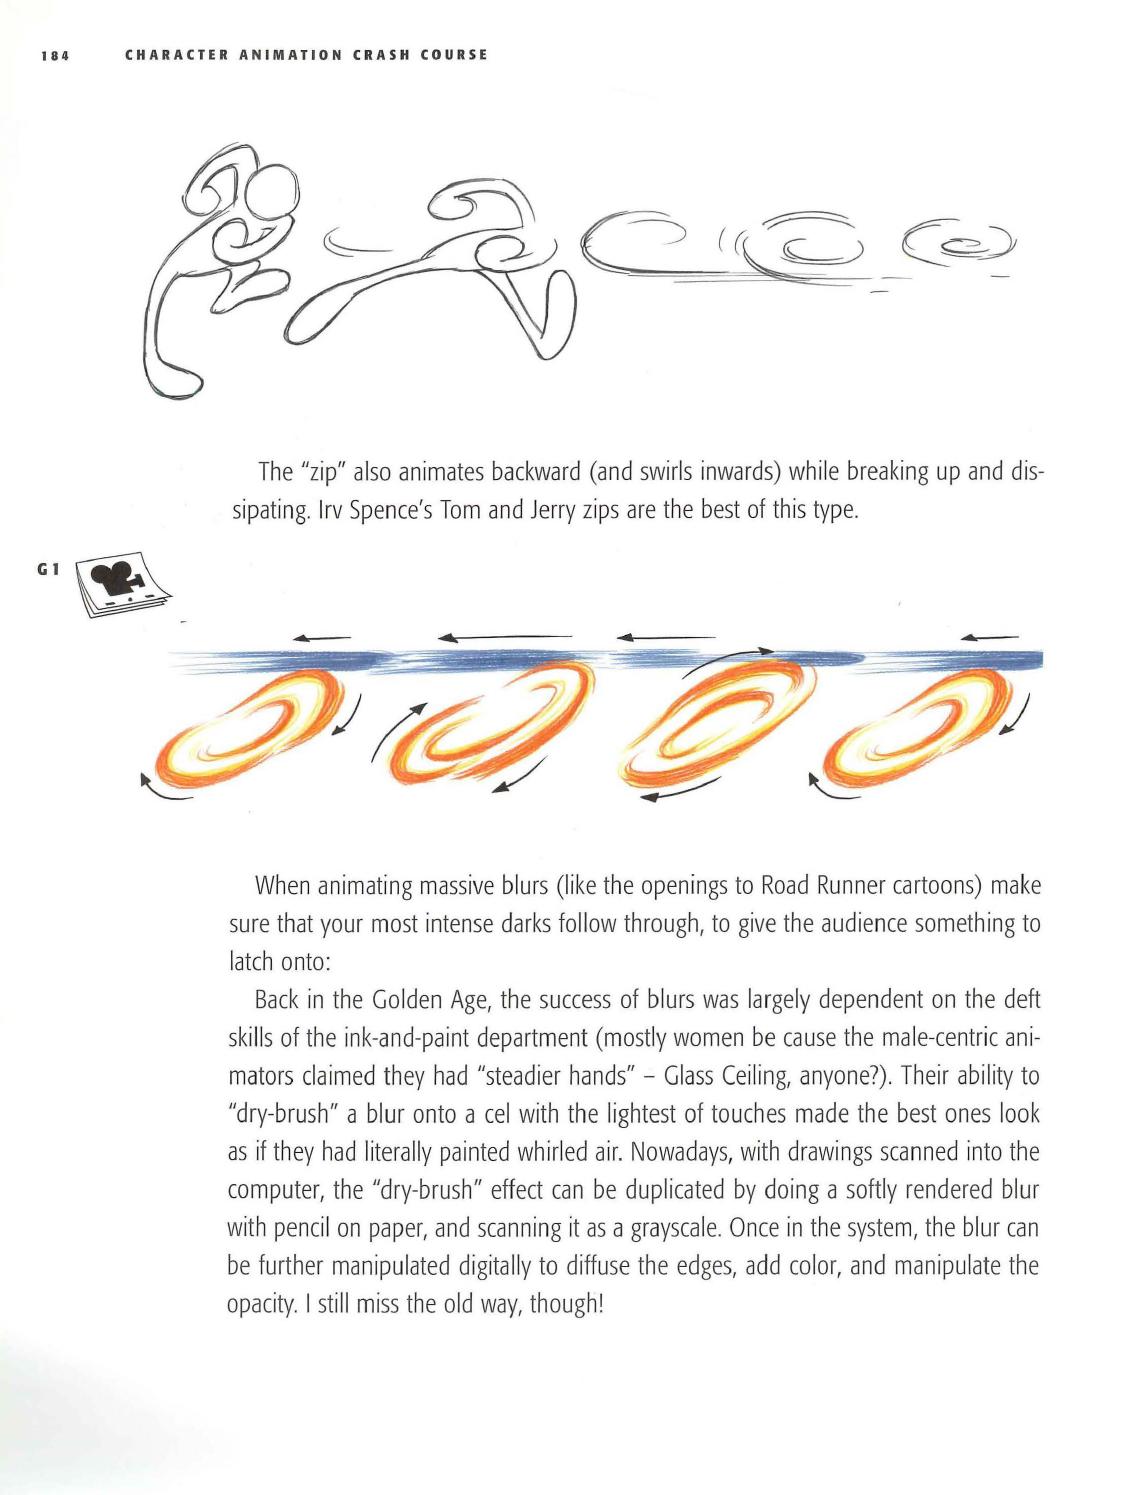 184 CHARACTER ANIMATION CRASH COURSE
The "zip" also animates backward (and swirls inwards) while breaking up and dis-
sipating. Irv Spence's Tom and Jerry zips are the best of this type.
G1
When animating massive blurs (like the openings to Road Runner cartoons) make
sure that your most intense darks follow through, to give the audience something to
latch onto:
Back in the Golden Age, the success of blurs was largely dependent on the deft
skills of the ink-and-paint department (mostly women be cause the male-centric ani-
mators claimed they had "steadier hands" – Glass Ceiling, anyone?). Their ability to
"dry-brush" a blur onto a cel with the lightest of touches made the best ones look
as if they had literally painted whirled air. Nowadays, with drawings scanned into the
computer, the "dry-brush" effect can be duplicated by doing a softly rendered blur
with pencil on paper, and scanning it as a grayscale. Once in the system, the blur can
be further manipulated digitally to diffuse the edges, add color, and manipulate the
opacity. I still miss the old way, though!